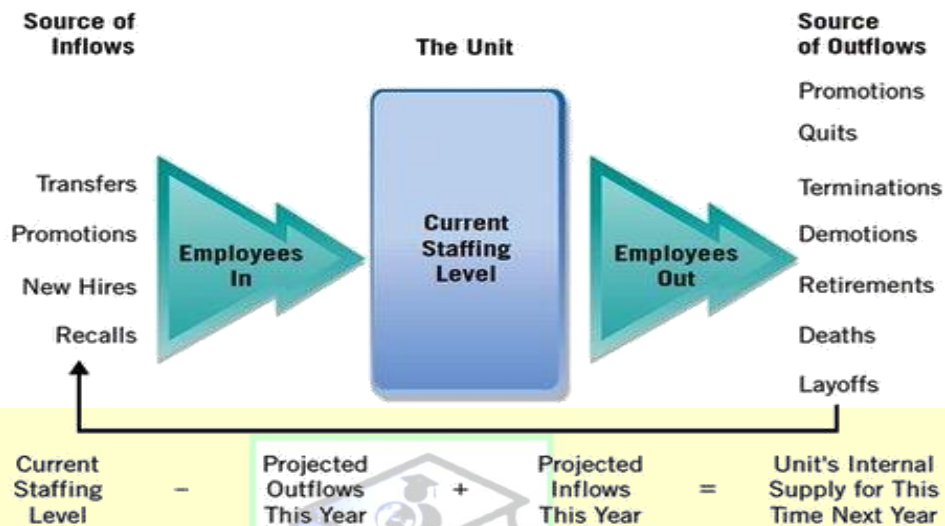 Source of
Inflows
The Unit
Source
of Outflows
Transfers
Promotions
New Hires
Recalls
Employees
In
Current
Staffing
Level
Employees
Out
Promotions
Quits
Terminations
Demotions
Retirements
Deaths
Layoffs
Current
Staffing
Level
–
Projected
Outflows
This Year
+
Projected
Inflows
This Year
=
Unit's Internal
Supply for This
Time Next Year